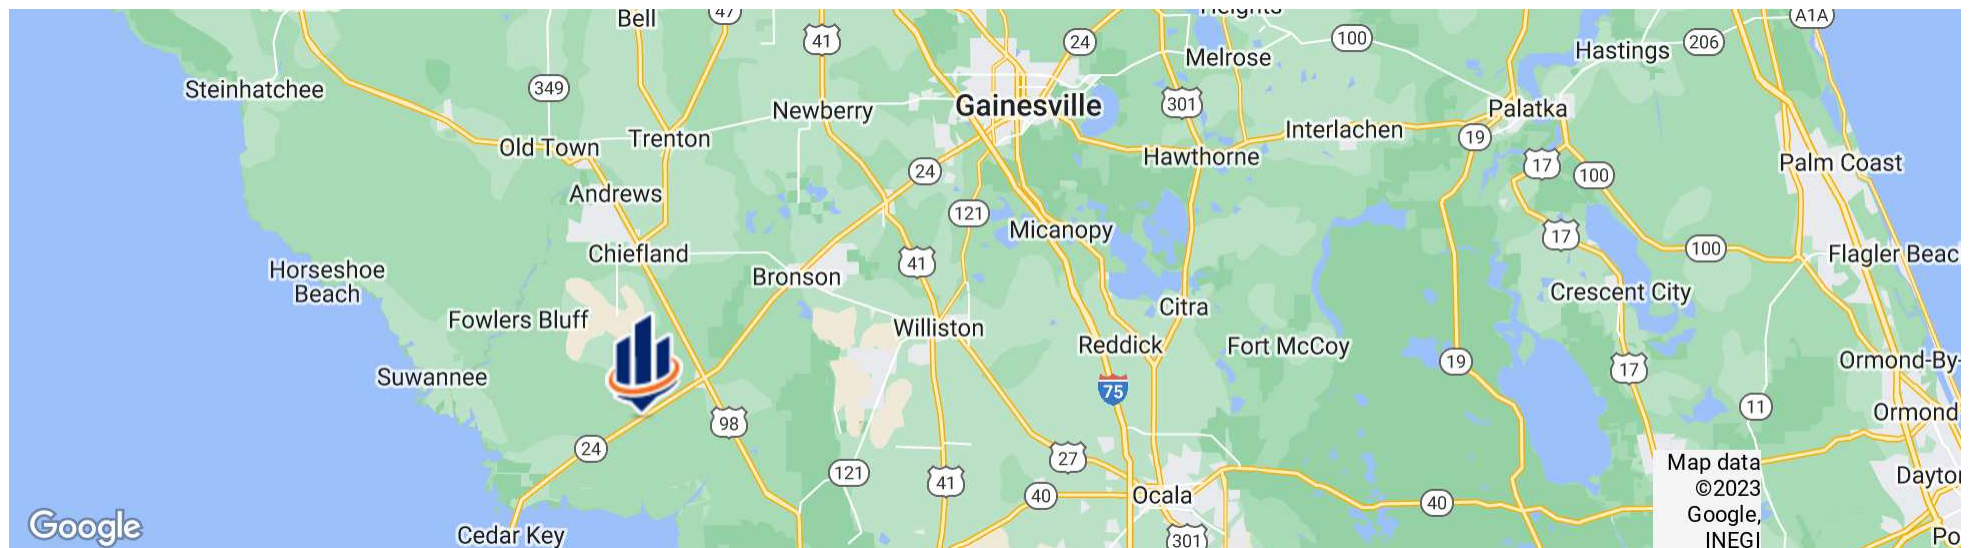 Bell
47
41
24
Heights
100
A1A
Hastings
206
Melrose
Steinhatchee
349
Newberry
Gainesville
301
Palatka
Old Town
Trenton
Interlachen
19
Hawthorne
17
Palm Coast
24
100
Andrews
121
Micanopy
17
Chiefland
41
100
Flagler Beac
Horseshoe
Beach
Bronson
Crescent City
Citra
Fowlers Bluff
Williston
Reddick
Fort McCoy
19
Ormond-By-
Suwannee
75
17
11
Ormond
98
24
27
Map data
©2023
Google,
INEGI
121
41
40
Ocala
40
Dayto
Google
Cedar Key
301
Po